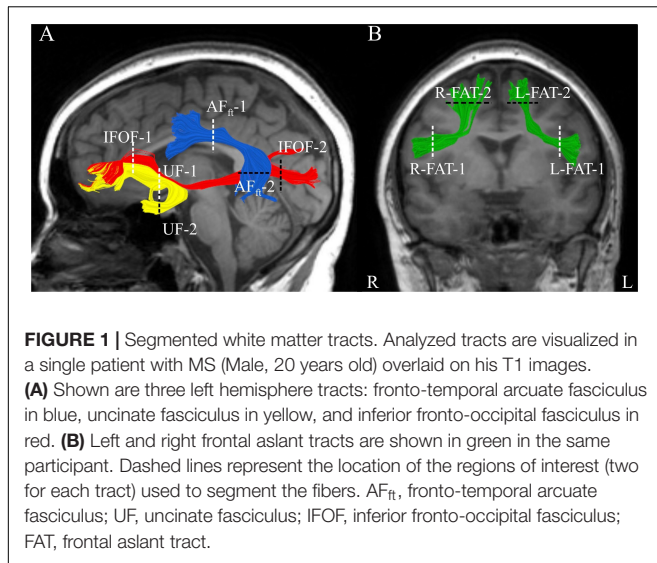 A
B
AFft-1
R-FAT-2
L-FAT-2
IFOF-1
IFOF-2
UF-1
AFft-2
R-FAT-1
L-FAT-1
UF-2
R
L
FIGURE 1 | Segmented white matter tracts. Analyzed tracts are visualized in
a single patient with MS (Male, 20 years old) overlaid on his T1 images.
(A) Shown are three left hemisphere tracts: fronto-temporal arcuate fasciculus
in blue, uncinate fasciculus in yellow, and inferior fronto-occipital fasciculus in
red. (B) Left and right frontal aslant tracts are shown in green in the same
participant. Dashed lines represent the location of the regions of interest (two
for each tract) used to segment the fibers. AFft, fronto-temporal arcuate
fasciculus; UF, uncinate fasciculus; IFOF, inferior fronto-occipital fasciculus;
FAT, frontal aslant tract.